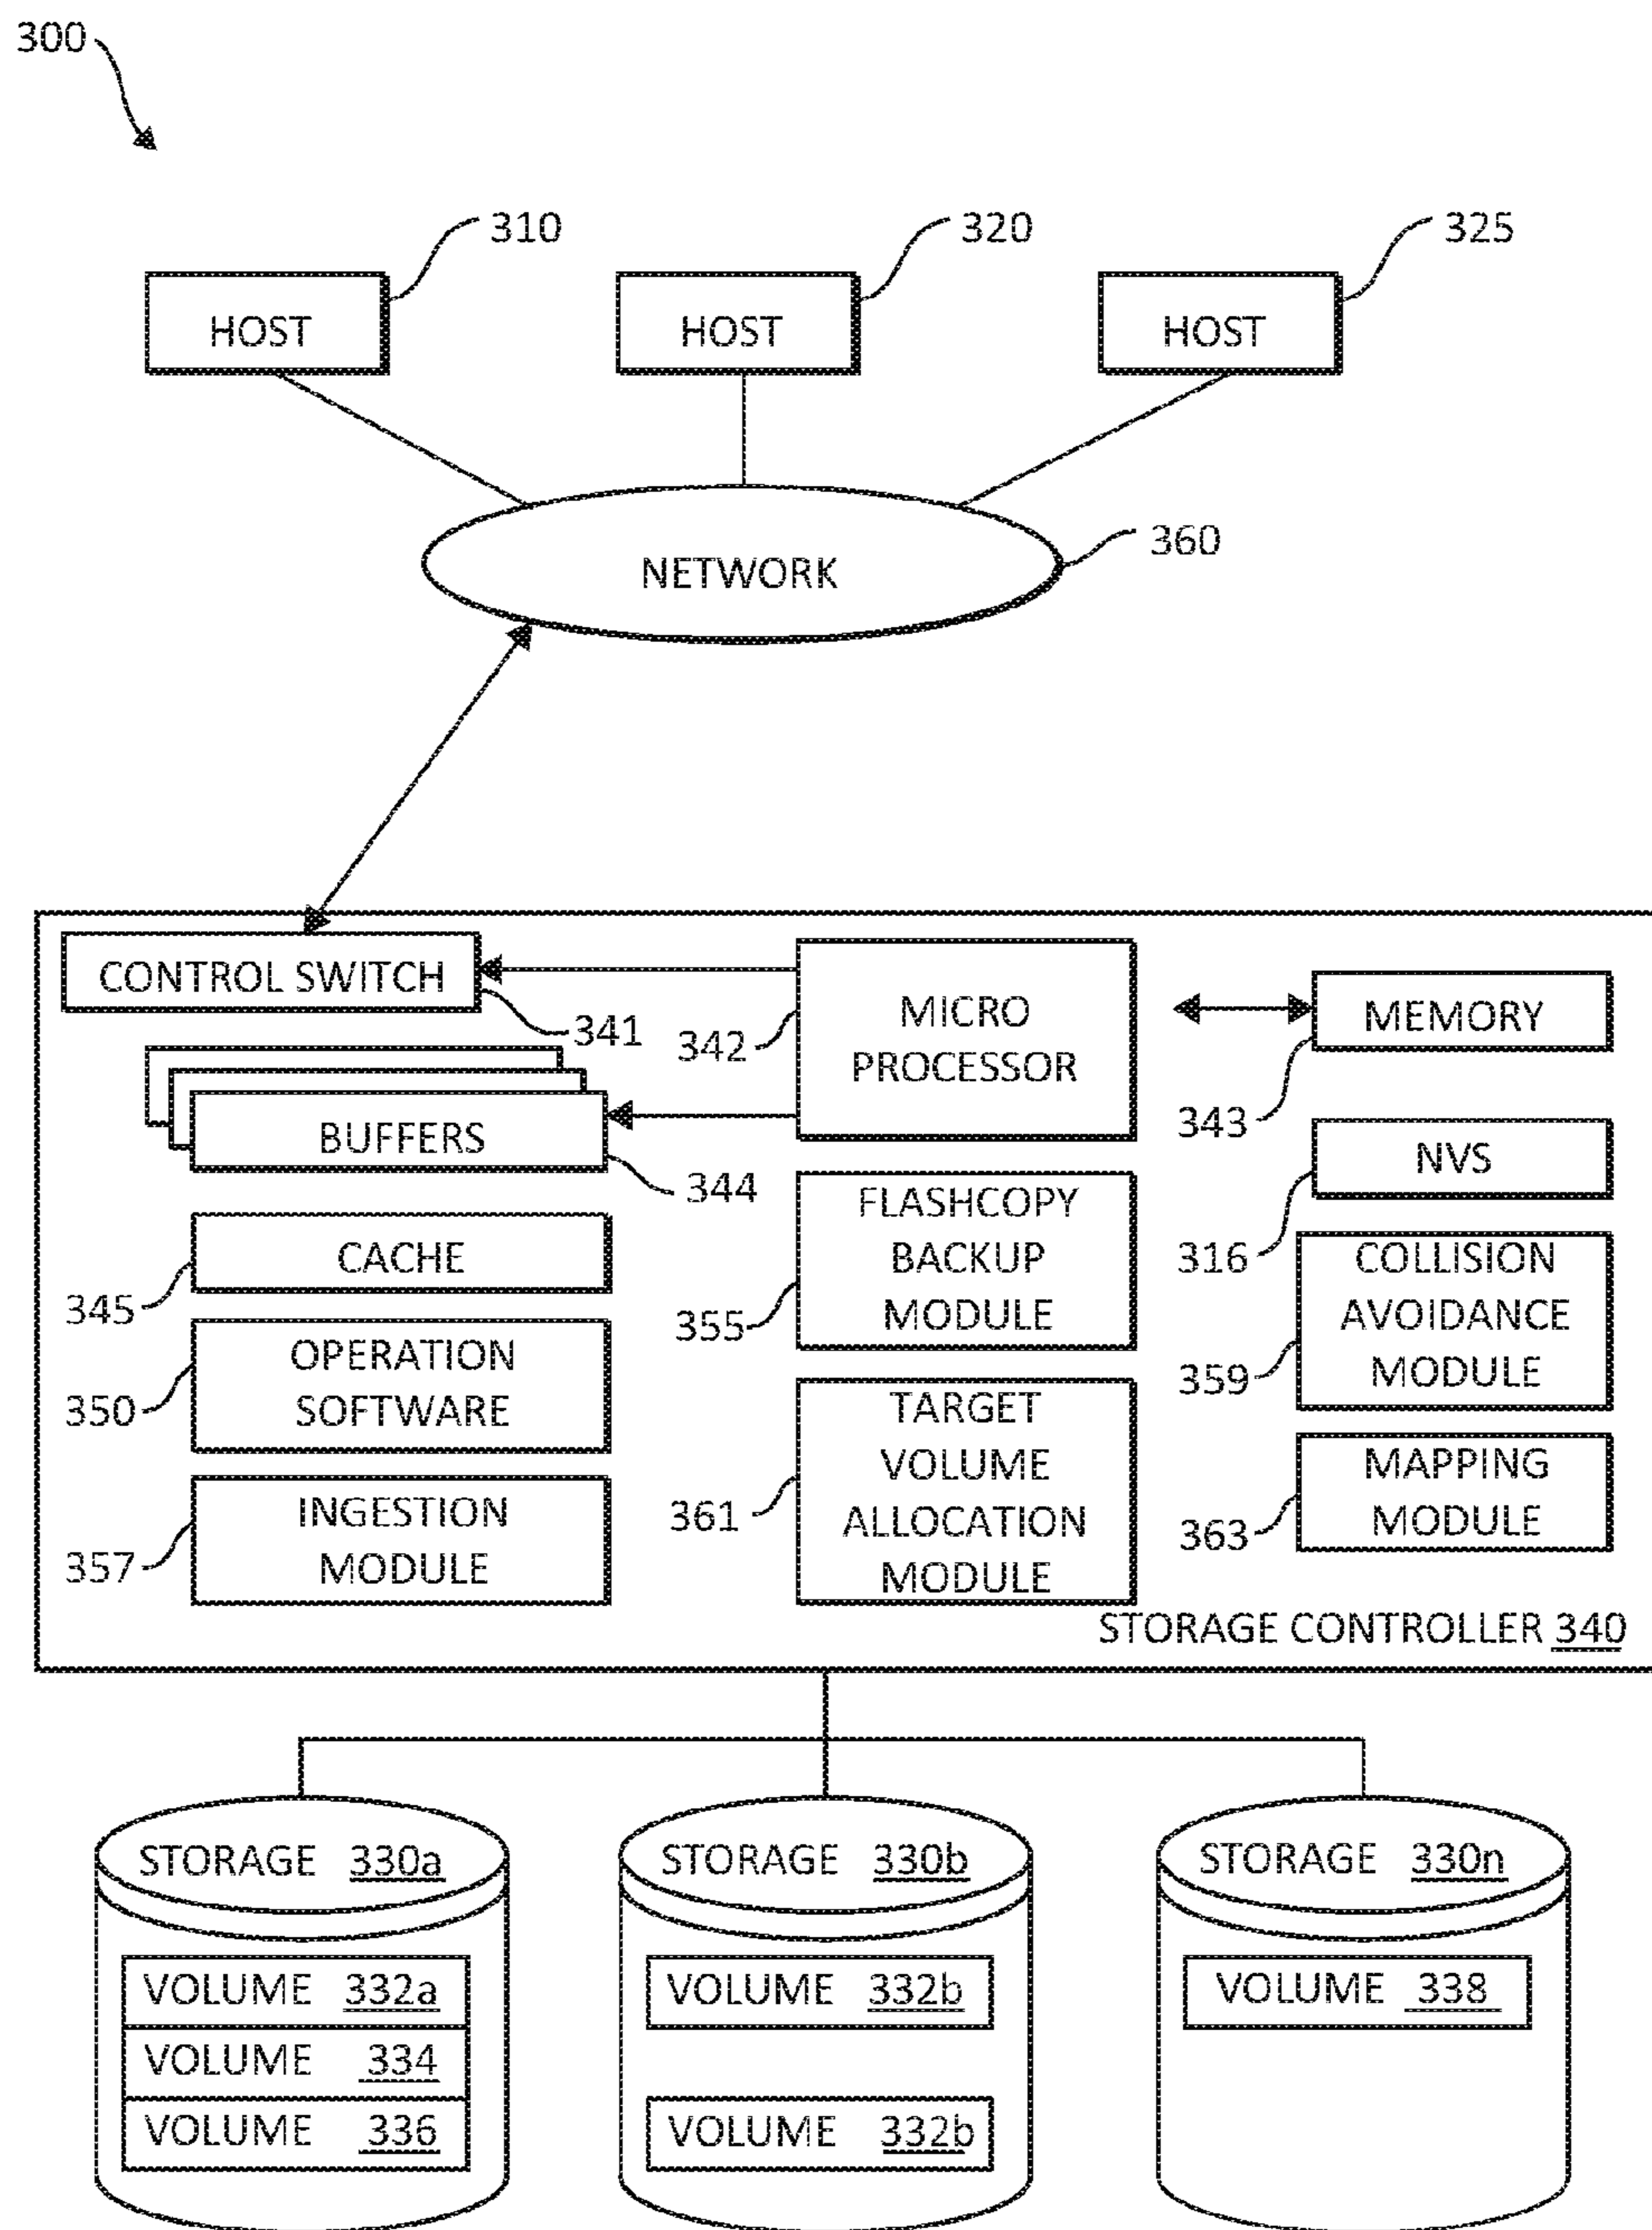 300
310
320
325
HOST
HOST
HOST
360
NETWORK
CONTROL SWITCH
341
342
MICRO
PROCESSOR
MEMORY
343
BUFFERS
344
NVS
316
CACHE
345
FLASHCOPY
BACKUP
MODULE
355
COLLISION
AVOIDANCE
MODULE
359
OPERATION
SOFTWARE
350
TARGET
VOLUME
ALLOCATION
MODULE
361
MAPPING
MODULE
363
INGESTION
MODULE
357
STORAGE CONTROLLER 340
STORAGE 330a
VOLUME 332a
VOLUME 334
VOLUME 336
STORAGE 330b
VOLUME 332b
VOLUME 332b
STORAGE 330n
VOLUME 338